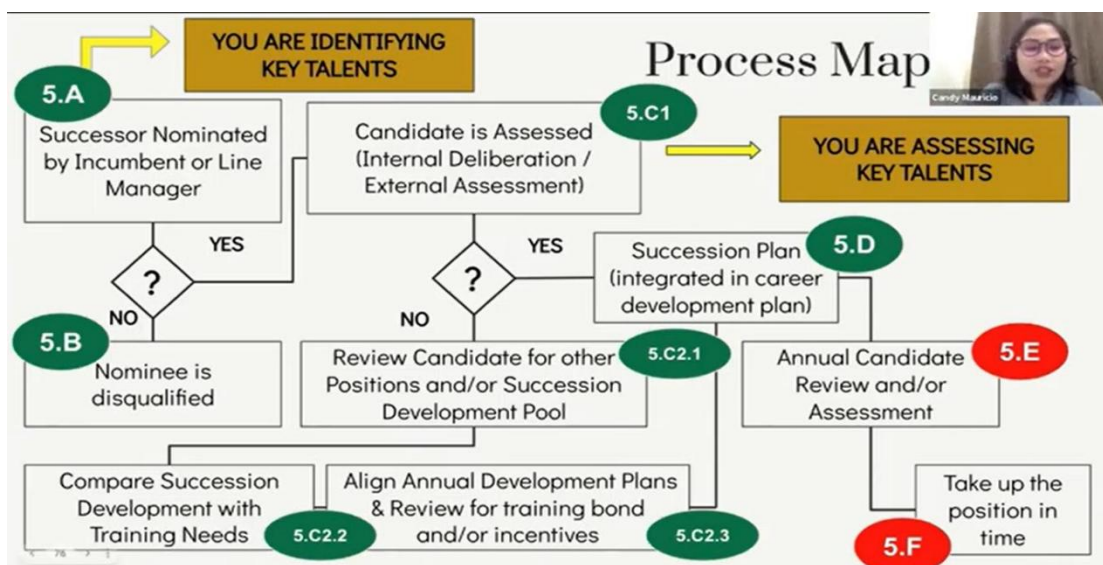 YOU ARE IDENTIFYING
KEY TALENTS
Process Map
Candy Mauricio
5.A
Successor Nominated
by Incumbent or Line
Manager
5.C1
Candidate is Assessed
(Internal Deliberation /
External Assessment)
YOU ARE ASSESSING
KEY TALENTS
YES
?
NO
5.B
Nominee is
disqualified
YES
?
NO
5.D
Succession Plan
(integrated in career
development plan)
5.C2.1
Review Candidate for other
Positions and/or Succession
Development Pool
5.E
Annual Candidate
Review and/or
Assessment
Compare Succession
Development with
Training Needs
5.C2.2
Align Annual Development Plans
& Review for training bond
and/or incentives
5.C2.3
Take up the
position in
time
5.F
76